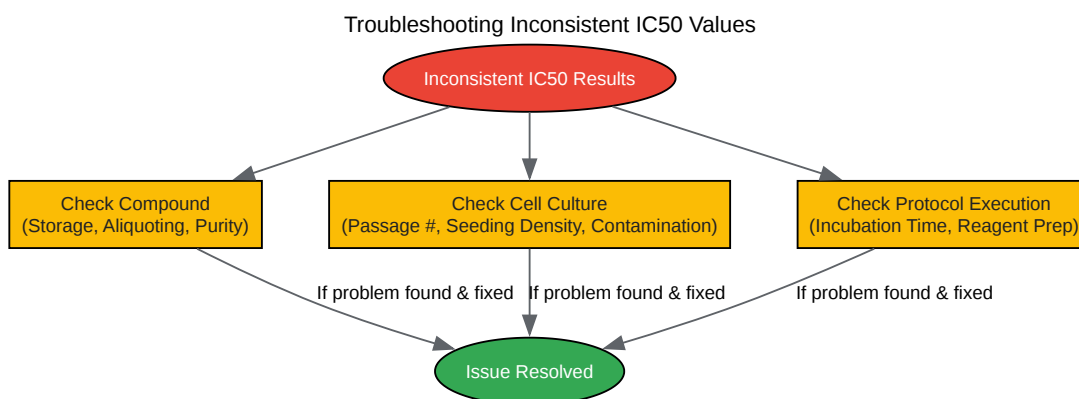 Troubleshooting Inconsistent IC50 Values
Inconsistent IC50 Results
Check Compound
(Storage, Aliquoting, Purity)
Check Cell Culture
(Passage #, Seeding Density, Contamination)
Check Protocol Execution
(Incubation Time, Reagent Prep)
If problem found & fixed
If problem found & fixed
If problem found & fixed
Issue Resolved